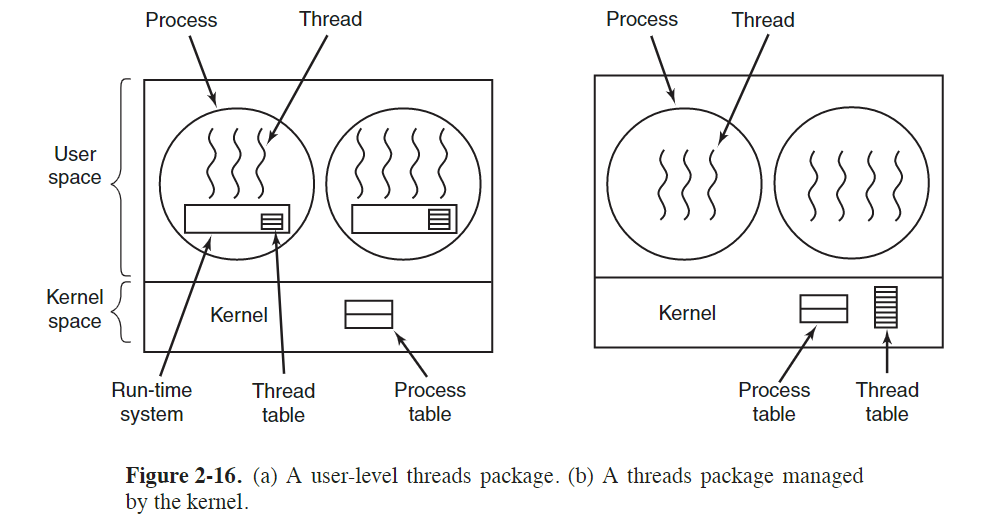 Process
Thread
Process
Thread
User
space
Kernel
space
Kernel
Kernel
Run-time
system
Thread
table
Process
table
Process
table
Thread
table
Figure 2-16. (a) A user-level threads package. (b) A threads package managed
by the kernel.